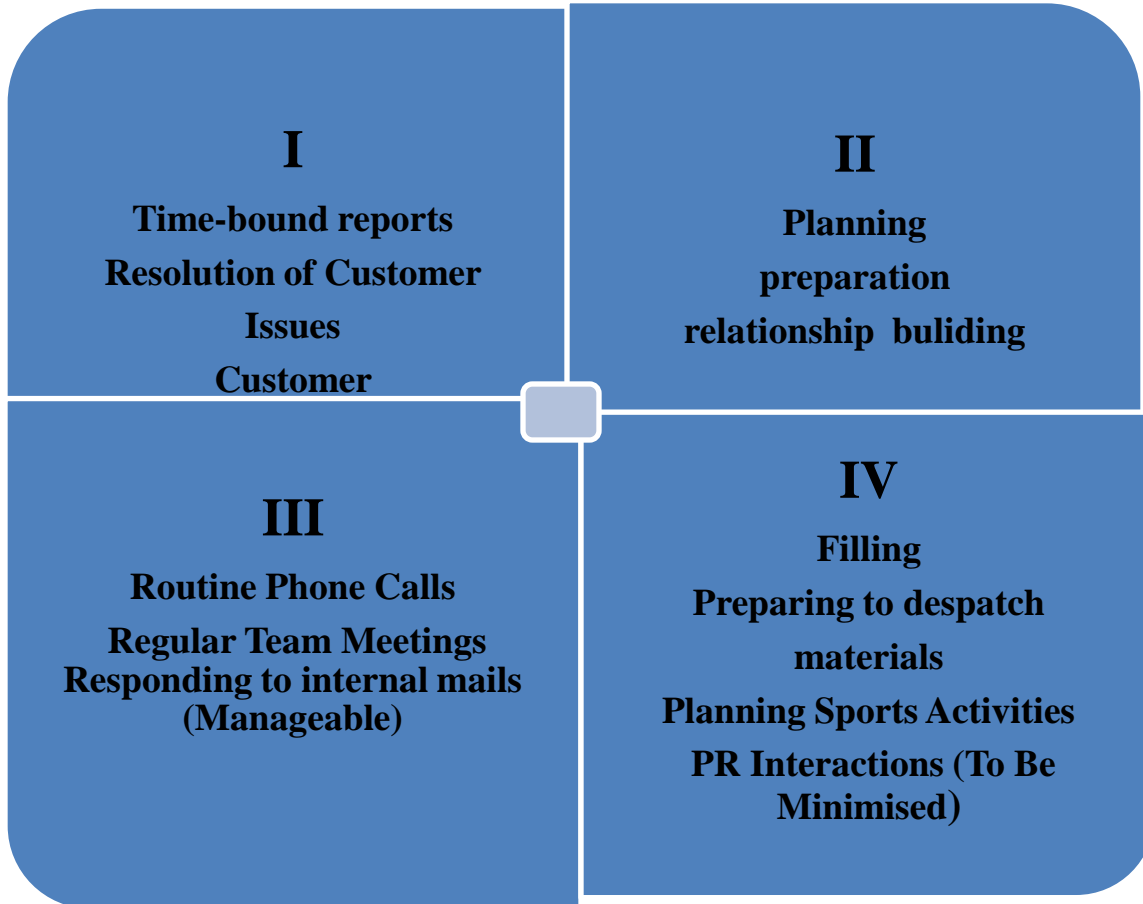 I
Time-bound reports
Resolution of Customer
Issues
Customer
II
Planning
preparation
relationship buliding
III
Routine Phone Calls
Regular Team Meetings
Responding to internal mails
(Manageable)
IV
Filling
Preparing to despatch
materials
Planning Sports Activities
PR Interactions (To Be
Minimised)